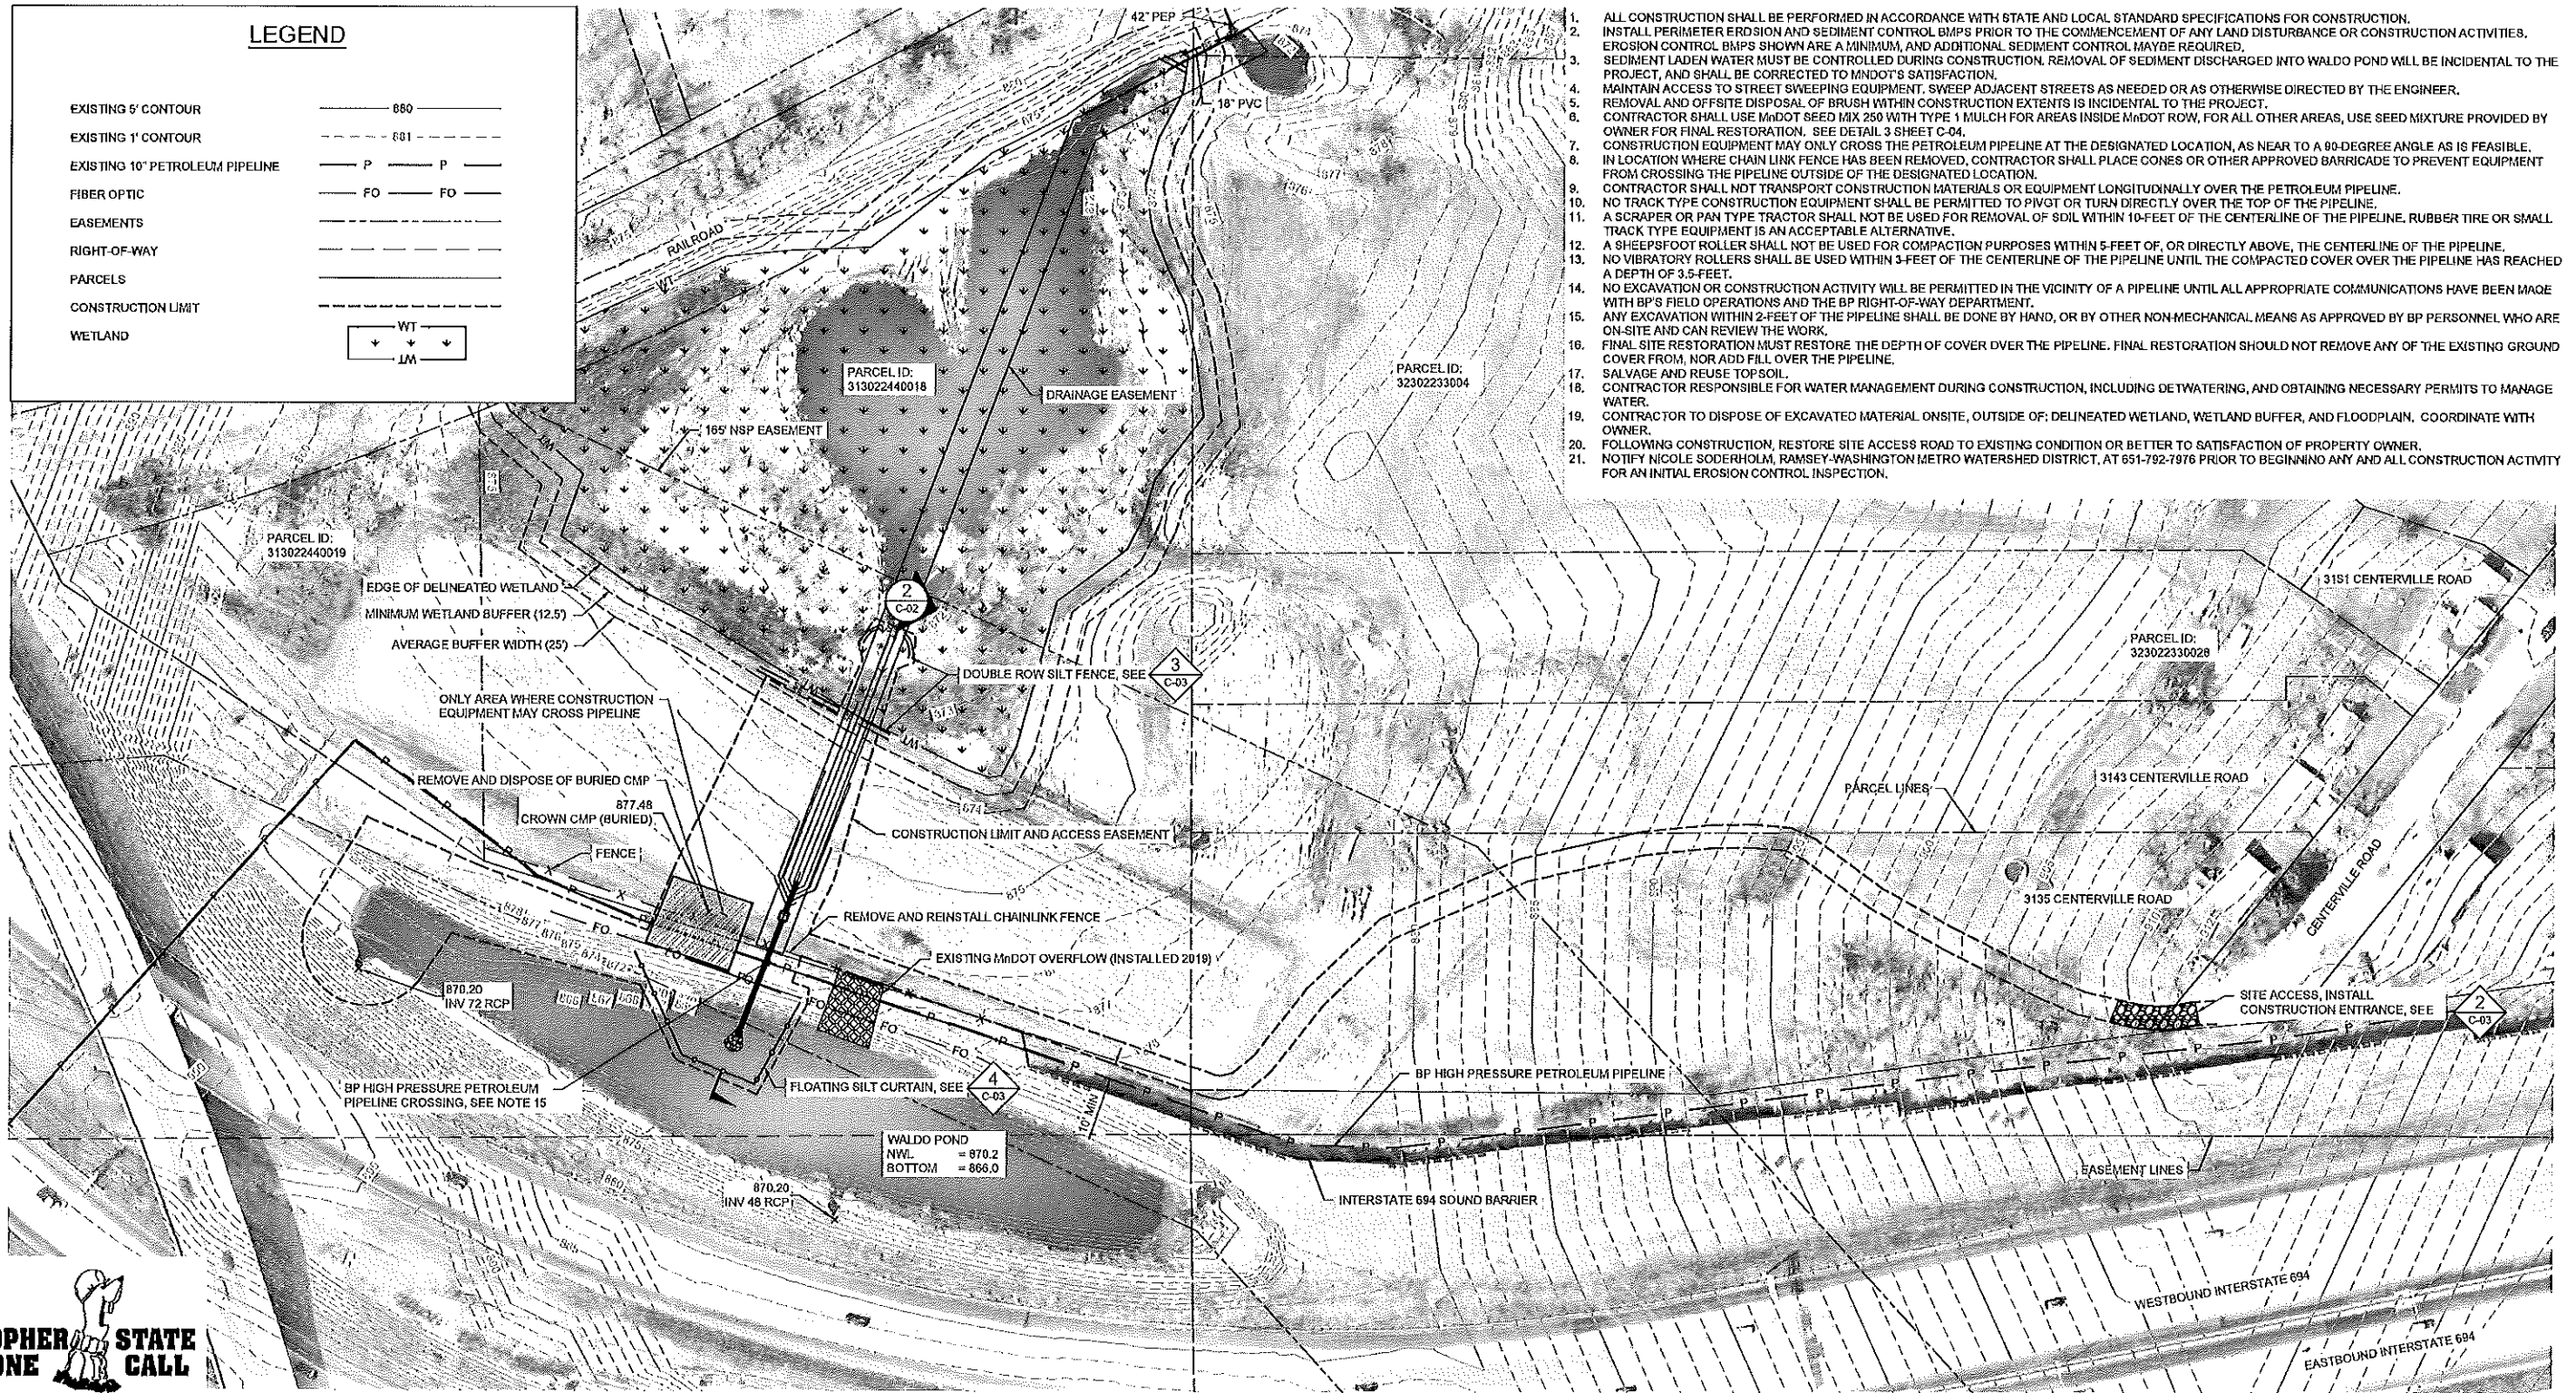 LEGEND
EXISTING 5' CONTOUR
880
EXISTING 1' CONTOUR
881
EXISTING 10" PETROLEUM PIPELINE
P P
FIBER OPTIC
FO FO
EASEMENTS
RIGHT-OF-WAY
PARCELS
CONSTRUCTION LIMIT
WETLAND
WT
WT
1. ALL CONSTRUCTION SHALL BE PERFORMED IN ACCORDANCE WITH STATE AND LOCAL STANDARD SPECIFICATIONS FOR CONSTRUCTION.
2. INSTALL PERIMETER EROSION AND SEDIMENT CONTROL BMPS PRIOR TO THE COMMENCEMENT OF ANY LAND DISTURBANCE OR CONSTRUCTION ACTIVITIES.
EROSION CONTROL BMPS SHOWN ARE A MINIMUM, AND ADDITIONAL SEDIMENT CONTROL MAYBE REQUIRED.
3. SEDIMENT LADEN WATER MUST BE CONTROLLED DURING CONSTRUCTION. REMOVAL OF SEDIMENT DISCHARGED INTO WALDO POND WILL BE INCIDENTAL TO THE
PROJECT, AND SHALL BE CORRECTED TO MNDOT'S SATISFACTION.
4. MAINTAIN ACCESS TO STREET SWEEPING EQUIPMENT. SWEEP ADJACENT STREETS AS NEEDED OR AS OTHERWISE DIRECTED BY THE ENGINEER.
5. REMOVAL AND OFFSITE DISPOSAL OF BRUSH WITHIN CONSTRUCTION EXTENTS IS INCIDENTAL TO THE PROJECT.
6. CONTRACTOR SHALL USE MnDOT SEED MIX 250 WITH TYPE 1 MULCH FOR AREAS INSIDE MnDOT ROW, FOR ALL OTHER AREAS, USE SEED MIXTURE PROVIDED BY
OWNER FOR FINAL RESTORATION. SEE DETAIL 3 SHEET C-04.
7. CONSTRUCTION EQUIPMENT MAY ONLY CROSS THE PETROLEUM PIPELINE AT THE DESIGNATED LOCATION, AS NEAR TO A 90-DEGREE ANGLE AS IS FEASIBLE.
8. IN LOCATION WHERE CHAIN LINK FENCE HAS BEEN REMOVED, CONTRACTOR SHALL PLACE CONES OR OTHER APPROVED BARRICADE TO PREVENT EQUIPMENT
FROM CROSSING THE PIPELINE OUTSIDE OF THE DESIGNATED LOCATION.
9. CONTRACTOR SHALL NOT TRANSPORT CONSTRUCTION MATERIALS OR EQUIPMENT LONGITUDINALLY OVER THE PETROLEUM PIPELINE.
10. NO TRACK TYPE CONSTRUCTION EQUIPMENT SHALL BE PERMITTED TO PIVOT OR TURN DIRECTLY OVER THE TOP OF THE PIPELINE.
11. A SCRAPER OR PAN TYPE TRACTOR SHALL NOT BE USED FOR REMOVAL OF SOIL WITHIN 10-FEET OF THE CENTERLINE OF THE PIPELINE. RUBBER TIRE OR SMALL
TRACK TYPE EQUIPMENT IS AN ACCEPTABLE ALTERNATIVE.
12. A SHEEPSFOOT ROLLER SHALL NOT BE USED FOR COMPACTION PURPOSES WITHIN 5-FEET OF, OR DIRECTLY ABOVE, THE CENTERLINE OF THE PIPELINE.
13. NO VIBRATORY ROLLERS SHALL BE USED WITHIN 3-FEET OF THE CENTERLINE OF THE PIPELINE UNTIL THE COMPACTED COVER OVER THE PIPELINE HAS REACHED
A DEPTH OF 3.5-FEET.
14. NO EXCAVATION OR CONSTRUCTION ACTIVITY WILL BE PERMITTED IN THE VICINITY OF A PIPELINE UNTIL ALL APPROPRIATE COMMUNICATIONS HAVE BEEN MADE
WITH BP'S FIELD OPERATIONS AND THE BP RIGHT-OF-WAY DEPARTMENT.
15. ANY EXCAVATION WITHIN 2-FEET OF THE PIPELINE SHALL BE DONE BY HAND, OR BY OTHER NON-MECHANICAL MEANS AS APPROVED BY BP PERSONNEL WHO ARE
ON-SITE AND CAN REVIEW THE WORK.
16. FINAL SITE RESTORATION MUST RESTORE THE DEPTH OF COVER OVER THE PIPELINE. FINAL RESTORATION SHOULD NOT REMOVE ANY OF THE EXISTING GROUND
COVER FROM, NOR ADD FILL OVER THE PIPELINE.
17. SALVAGE AND REUSE TOPSOIL.
18. CONTRACTOR RESPONSIBLE FOR WATER MANAGEMENT DURING CONSTRUCTION, INCLUDING DETWATERING, AND OBTAINING NECESSARY PERMITS TO MANAGE
WATER.
19. CONTRACTOR TO DISPOSE OF EXCAVATED MATERIAL ONSITE, OUTSIDE OF: DELINEATED WETLAND, WETLAND BUFFER, AND FLOODPLAIN. COORDINATE WITH
OWNER.
20. FOLLOWING CONSTRUCTION, RESTORE SITE ACCESS ROAD TO EXISTING CONDITION OR BETTER TO SATISFACTION OF PROPERTY OWNER.
21. NOTIFY NICOLE SODERHOLM, RAMSEY-WASHINGTON METRO WATERSHED DISTRICT, AT 651-792-7976 PRIOR TO BEGINNING ANY AND ALL CONSTRUCTION ACTIVITY
FOR AN INITIAL EROSION CONTROL INSPECTION.
42" PEP
18" PVC
RAILROAD
WT
PARCEL ID:
313022440018
DRAINAGE EASEMENT
165' NSP EASEMENT
PARCEL ID:
32302233004
PARCEL ID:
313022440019
EDGE OF DELINEATED WETLAND
MINIMUM WETLAND BUFFER (12.5')
AVERAGE BUFFER WIDTH (25')
2
C-02
DOUBLE ROW SILT FENCE, SEE
3
C-03
3151 CENTERVILLE ROAD
PARCEL ID:
323022330028
ONLY AREA WHERE CONSTRUCTION
EQUIPMENT MAY CROSS PIPELINE
REMOVE AND DISPOSE OF BURIED CMP
877.48
CROWN CMP (BURIED)
FENCE
CONSTRUCTION LIMIT AND ACCESS EASEMENT
3143 CENTERVILLE ROAD
PARCEL LINES
3135 CENTERVILLE ROAD
CENTERVILLE ROAD
REMOVE AND REINSTALL CHAINLINK FENCE
EXISTING MnDOT OVERFLOW (INSTALLED 2019)
870.20
INV 72 RCP
SITE ACCESS, INSTALL
CONSTRUCTION ENTRANCE, SEE
2
C-03
BP HIGH PRESSURE PETROLEUM
PIPELINE CROSSING, SEE NOTE 15
FLOATING SILT CURTAIN, SEE
4
C-03
10' MIN
BP HIGH PRESSURE PETROLEUM PIPELINE
WALDO POND
NWL = 870.2
BOTTOM = 866.0
870.20
INV 48 RCP
INTERSTATE 694 SOUND BARRIER
EASEMENT LINES
WESTBOUND INTERSTATE 694
EASTBOUND INTERSTATE 694
OPHER STATE
ONE CALL